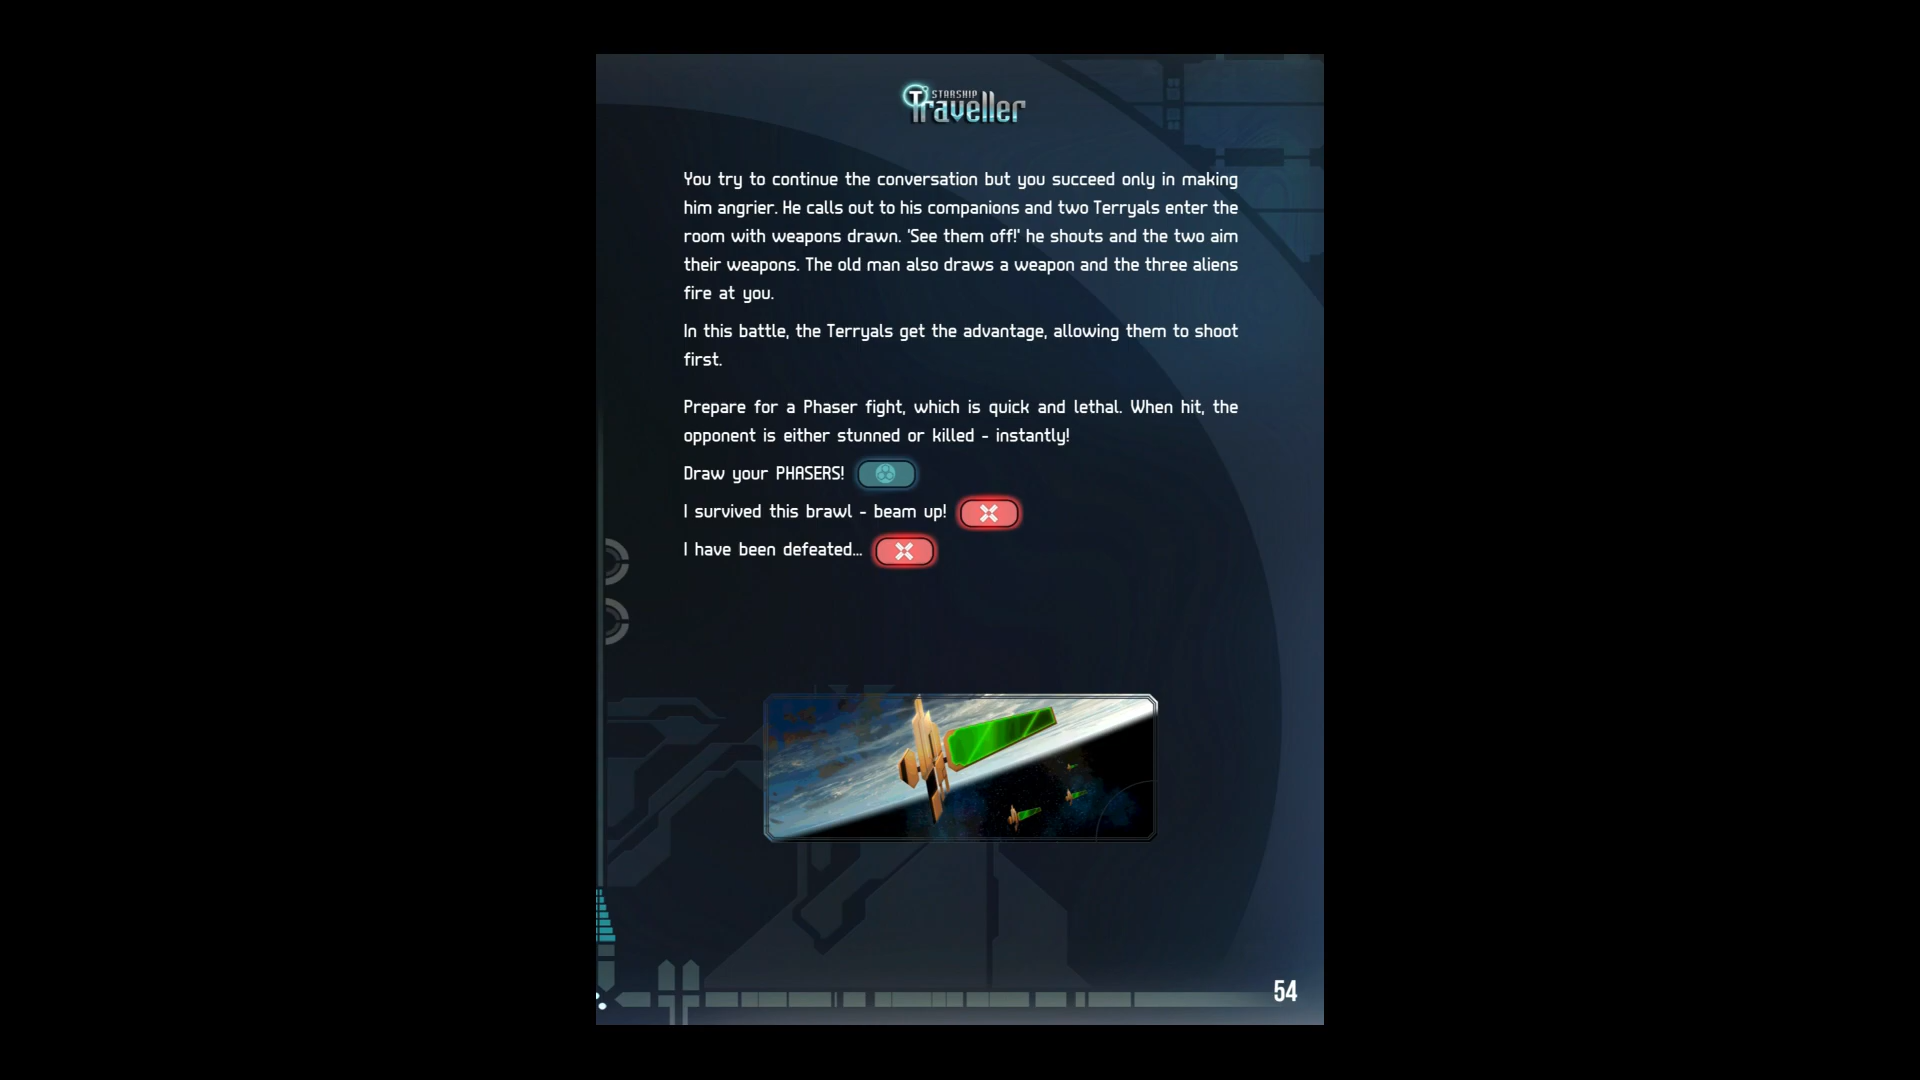 STARSHIP
Traveller
You try to continue the conversation but you succeed only in making
him angrier. He calls out to his companions and two Terryals enter the
room with weapons drawn. 'See them off!' he shouts and the two aim
their weapons. The old man also draws a weapon and the three aliens
fire at you.
In this battle, the Terryals get the advantage, allowing them to shoot
first.
Prepare for a Phaser fight, which is quick and lethal. When hit, the
opponent is either stunned or killed - instantly!
Draw your PHASERS!
I survived this brawl - beam up!
I have been defeated...
54